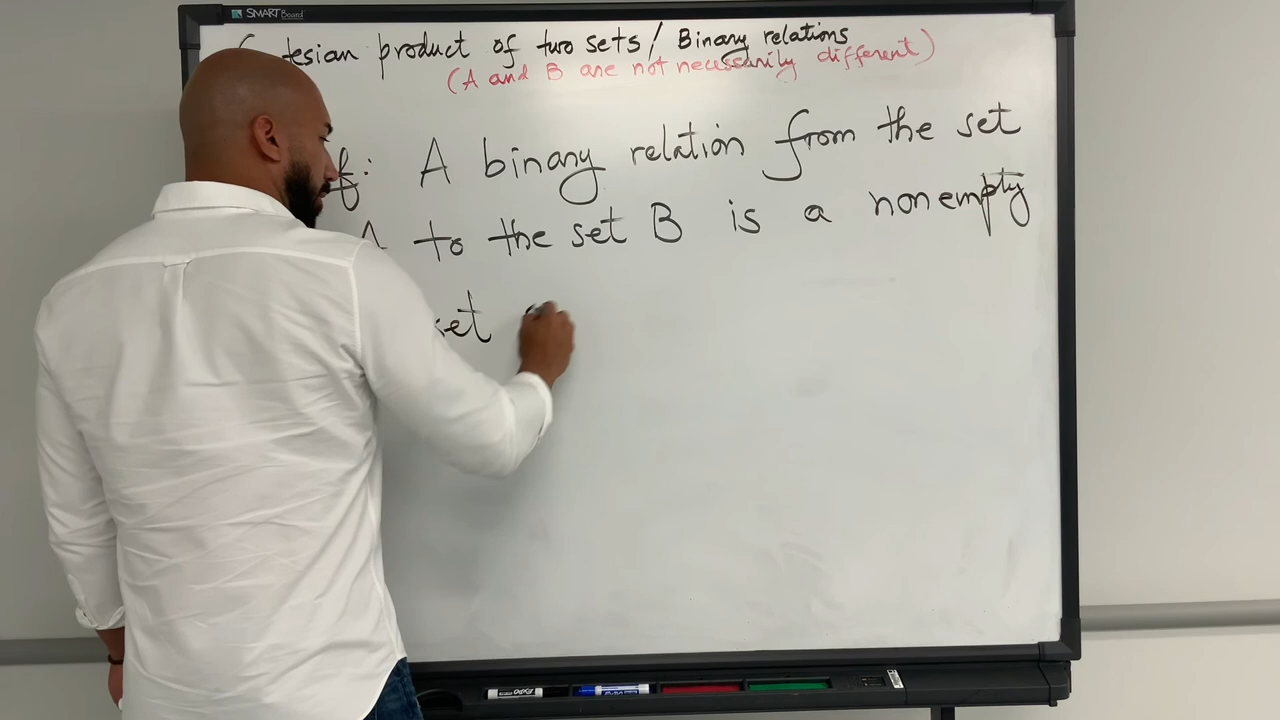 SMART Board
tesian product of two sets / Binary relations
(A and B are not necessarily different)
f: A binary relation from the set
A to the set B is a nonempty
set